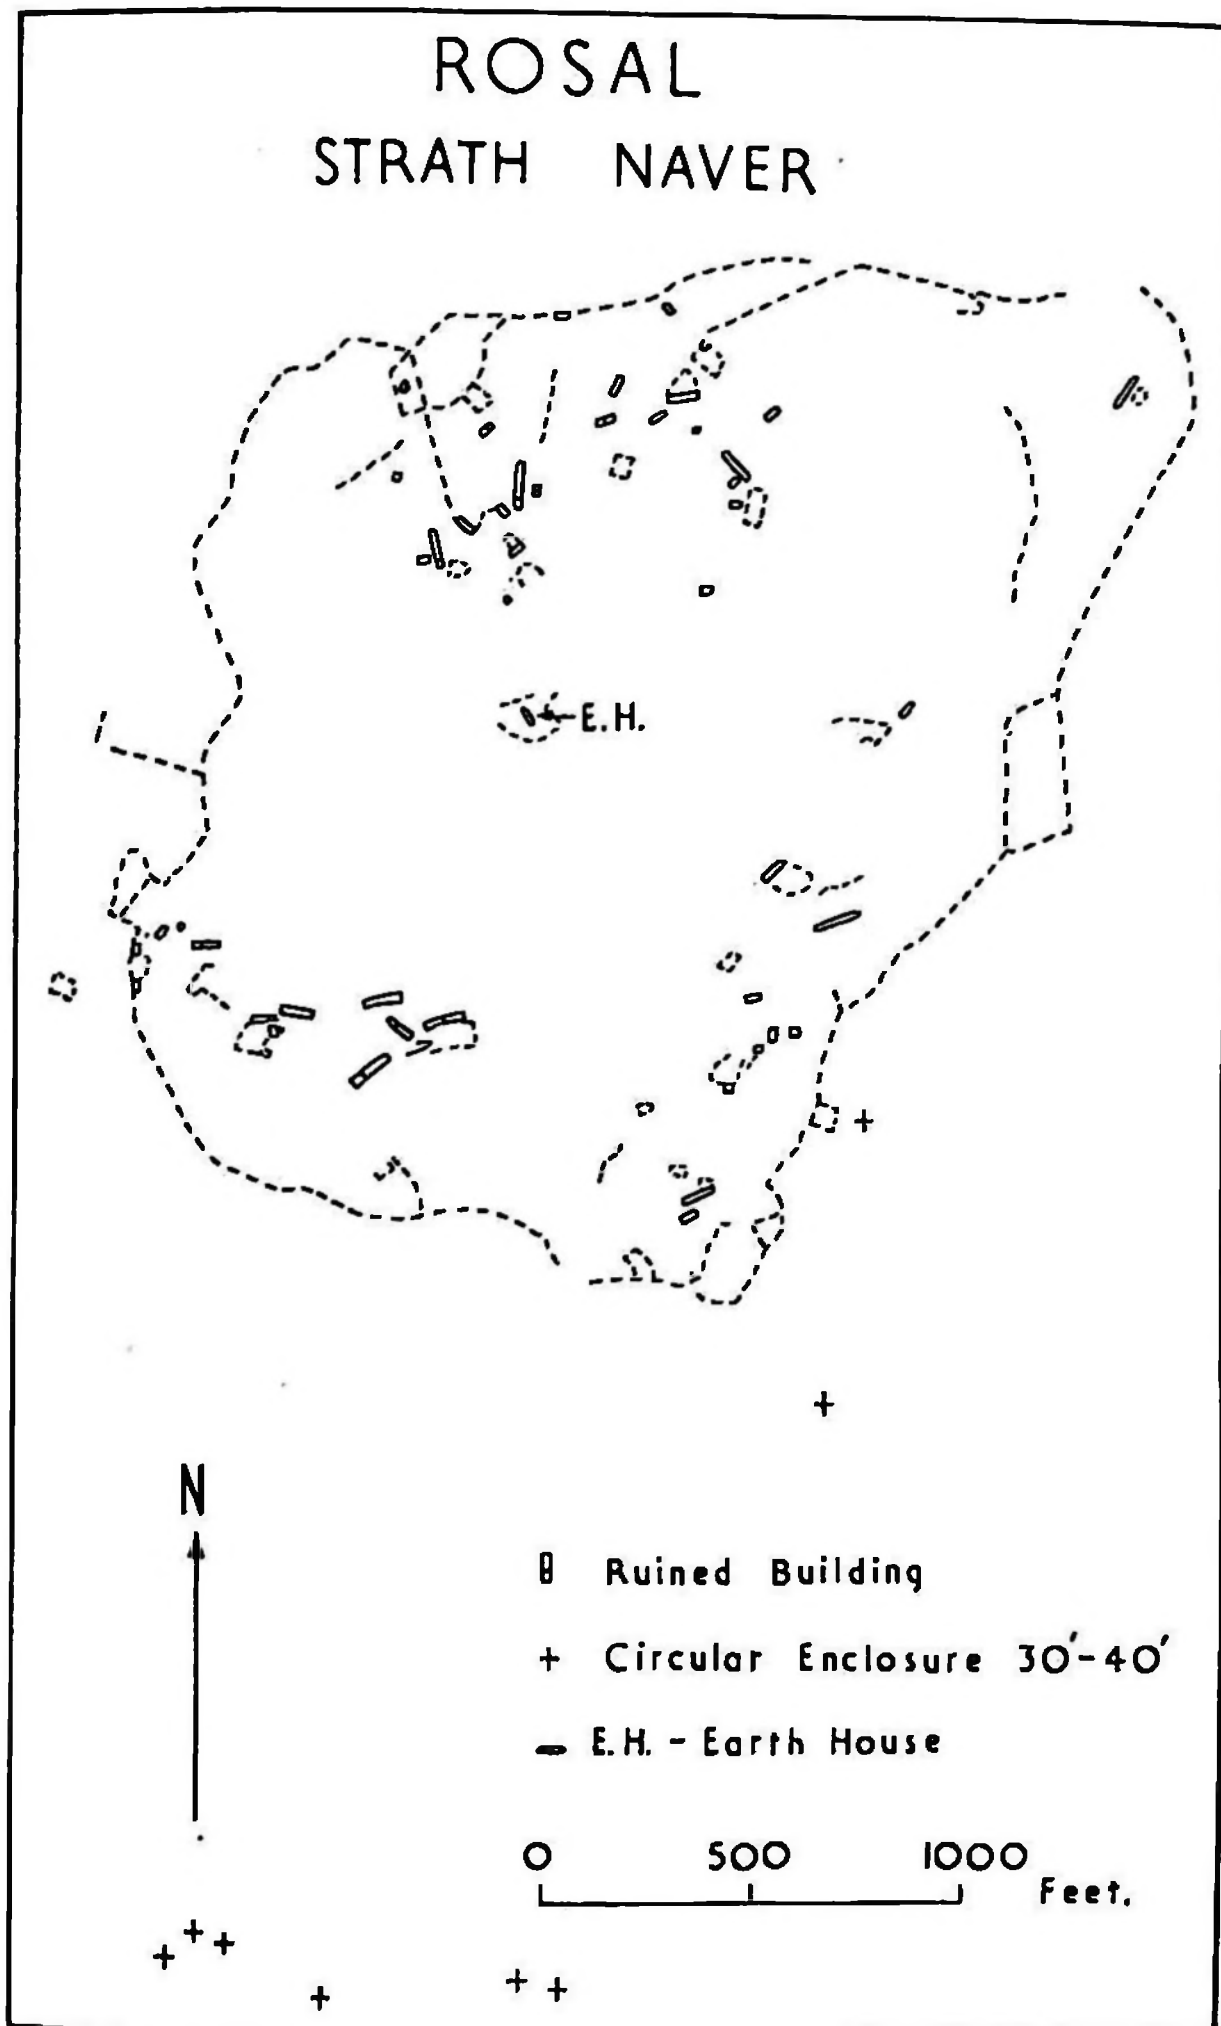 ROSAL
STRATH NAVER
E.H.
N
Ruined Building
+ Circular Enclosure 30'-40'
E.H. - Earth House
0 500 1000
Feet.